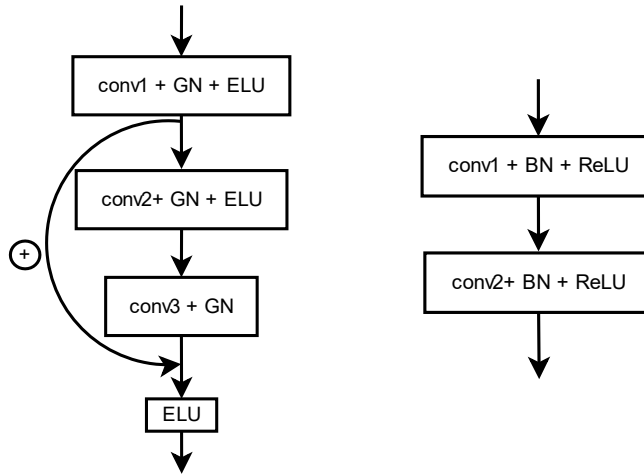 conv1 + GN + ELU
conv2+ GN + ELU
+
conv3 + GN
ELU
conv1 + BN + ReLU
conv2+ BN + ReLU